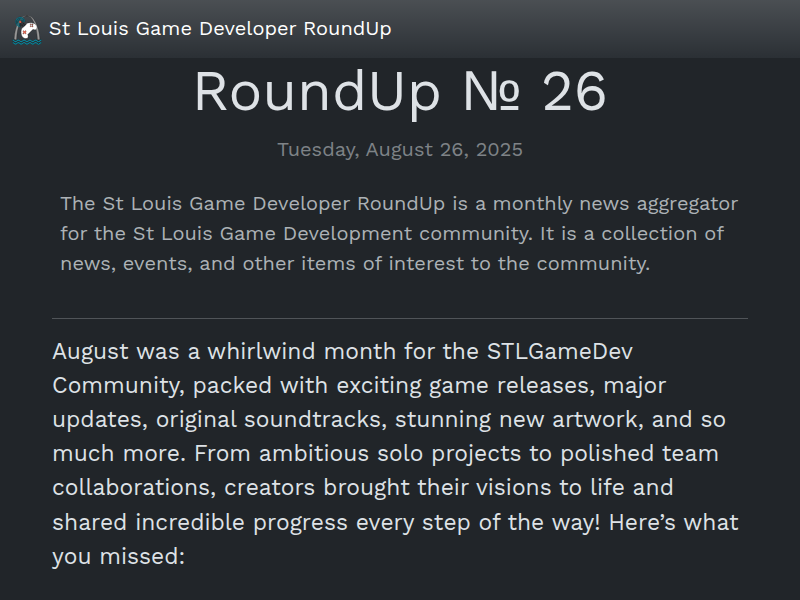 St Louis Game Developer RoundUp
RoundUp № 26
Tuesday, August 26, 2025
The St Louis Game Developer RoundUp is a monthly news aggregator
for the St Louis Game Development community. It is a collection of
news, events, and other items of interest to the community.
August was a whirlwind month for the STLGameDev
Community, packed with exciting game releases, major
updates, original soundtracks, stunning new artwork, and so
much more. From ambitious solo projects to polished team
collaborations, creators brought their visions to life and
shared incredible progress every step of the way! Here’s what
you missed: